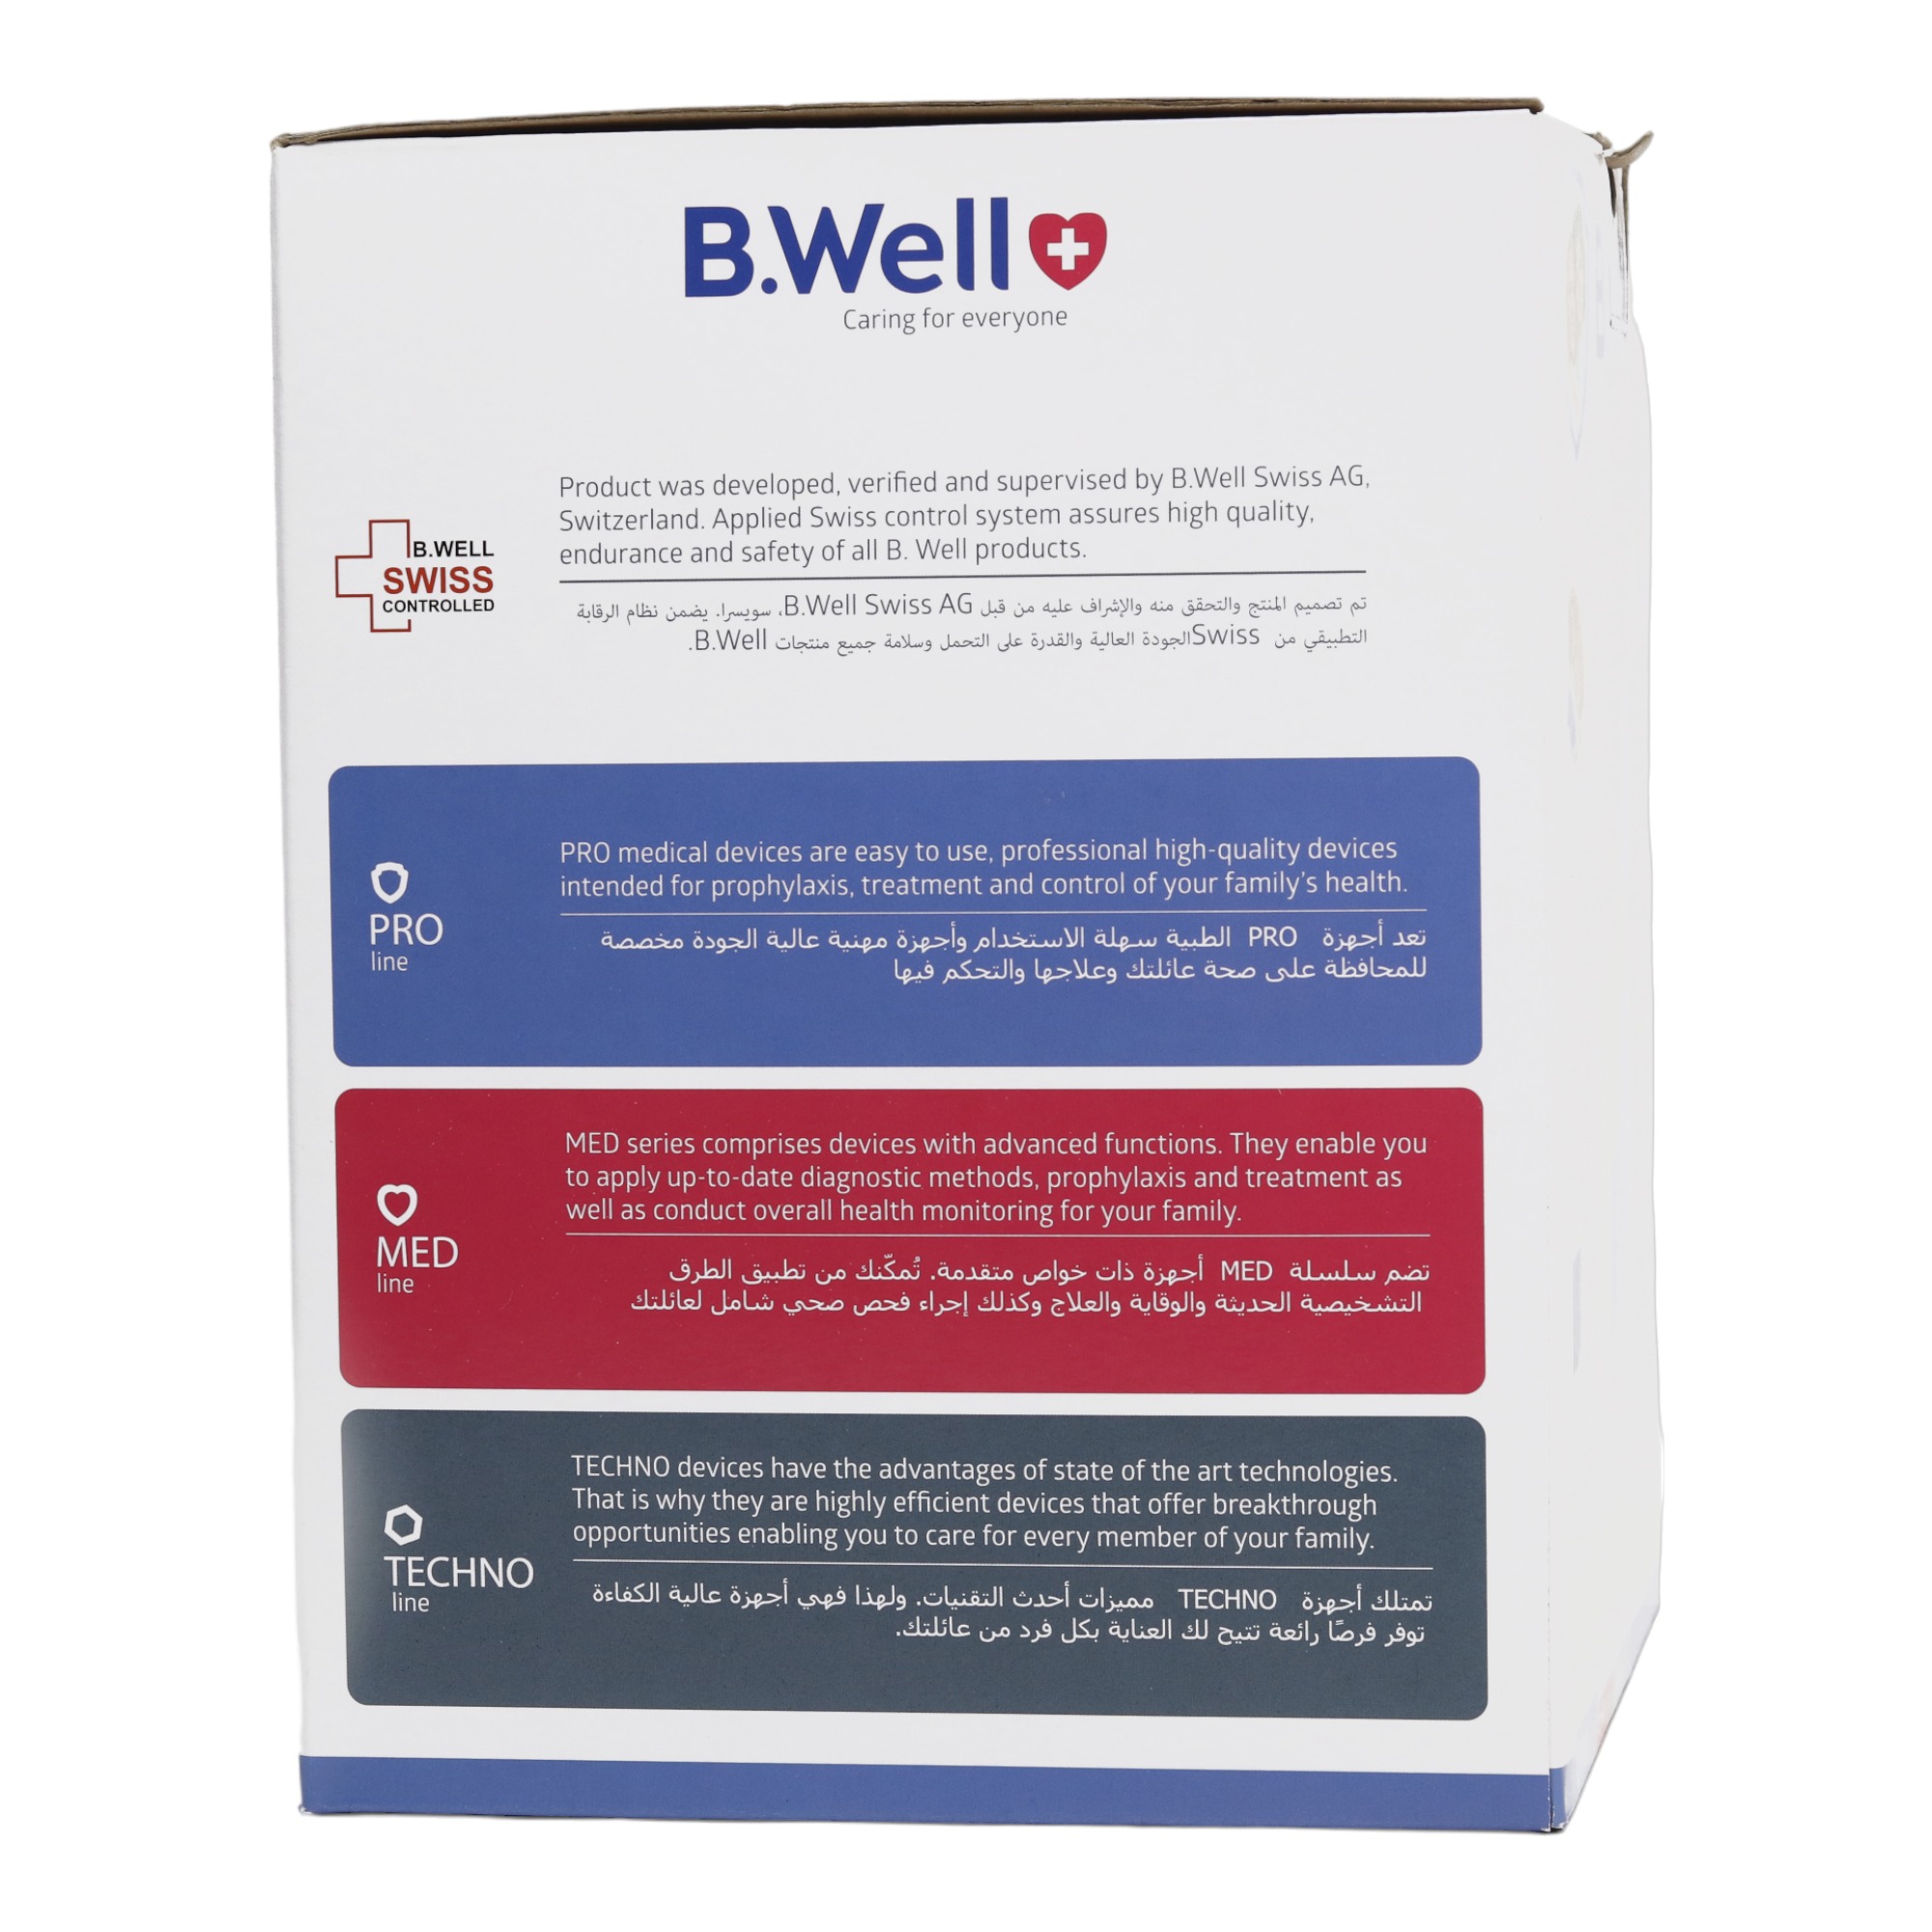 B.Well
Caring for everyone
Product was developed, verified and supervised by B.Well Swiss AG,
Switzerland. Applied Swiss control system assures high quality,
endurance and safety of all B. Well products.
B.WELL
SWISS
CONTROLLED
تم تصميم المنتج والتحقق منه والإشراف عليه من قبل B.Well Swiss AG، سويسرا. يضمن نظام الرقابة
التطبيقي من Swissالجودة العالية والقدرة على التحمل وسلامة جميع منتجات B.Well.
PRO
line
PRO medical devices are easy to use, professional high-quality devices
intended for prophylaxis, treatment and control of your family's health.
تعد أجهزة PRO الطبية سهلة الاستخدام وأجهزة مهنية عالية الجودة مخصصة
للمحافظة على صحة عائلتك وعلاجها والتحكم فيها
MED
line
MED series comprises devices with advanced functions. They enable you
to apply up-to-date diagnostic methods, prophylaxis and treatment as
well as conduct overall health monitoring for your family.
تضم سلسلة MED أجهزة ذات خواص متقدمة. تُمكّنك من تطبيق الطرق
التشخيصية الحديثة والوقاية والعلاج وكذلك إجراء فحص صحي شامل لعائلتك
TECHNO
line
TECHNO devices have the advantages of state of the art technologies.
That is why they are highly efficient devices that offer breakthrough
opportunities enabling you to care for every member of your family.
تمتلك أجهزة TECHNO مميزات أحدث التقنيات. ولهذا فهي أجهزة عالية الكفاءة
توفر فرصًا رائعة تتيح لك العناية بكل فرد من عائلتك.